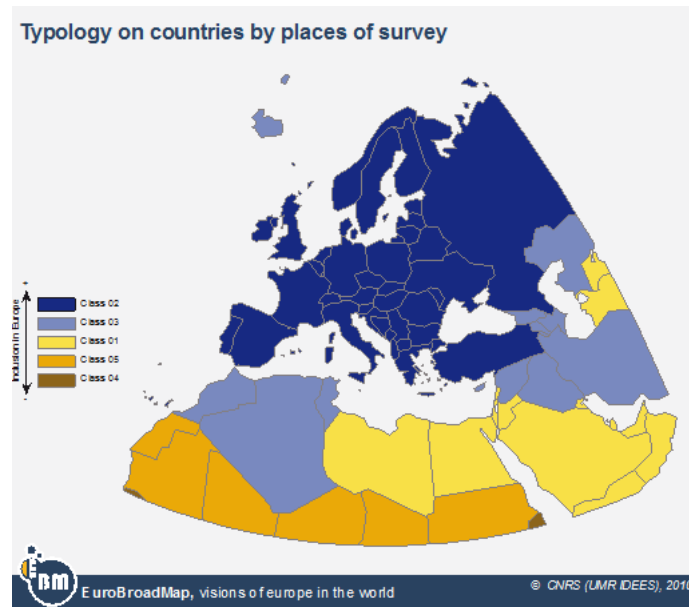 Typology on countries by places of survey
+
Inclusion in Europe
-
Class 02
Class 03
Class 01
Class 05
Class 04
BM
EuroBroadMap, visions of europe in the world
© CNRS (UMR IDEES), 2010